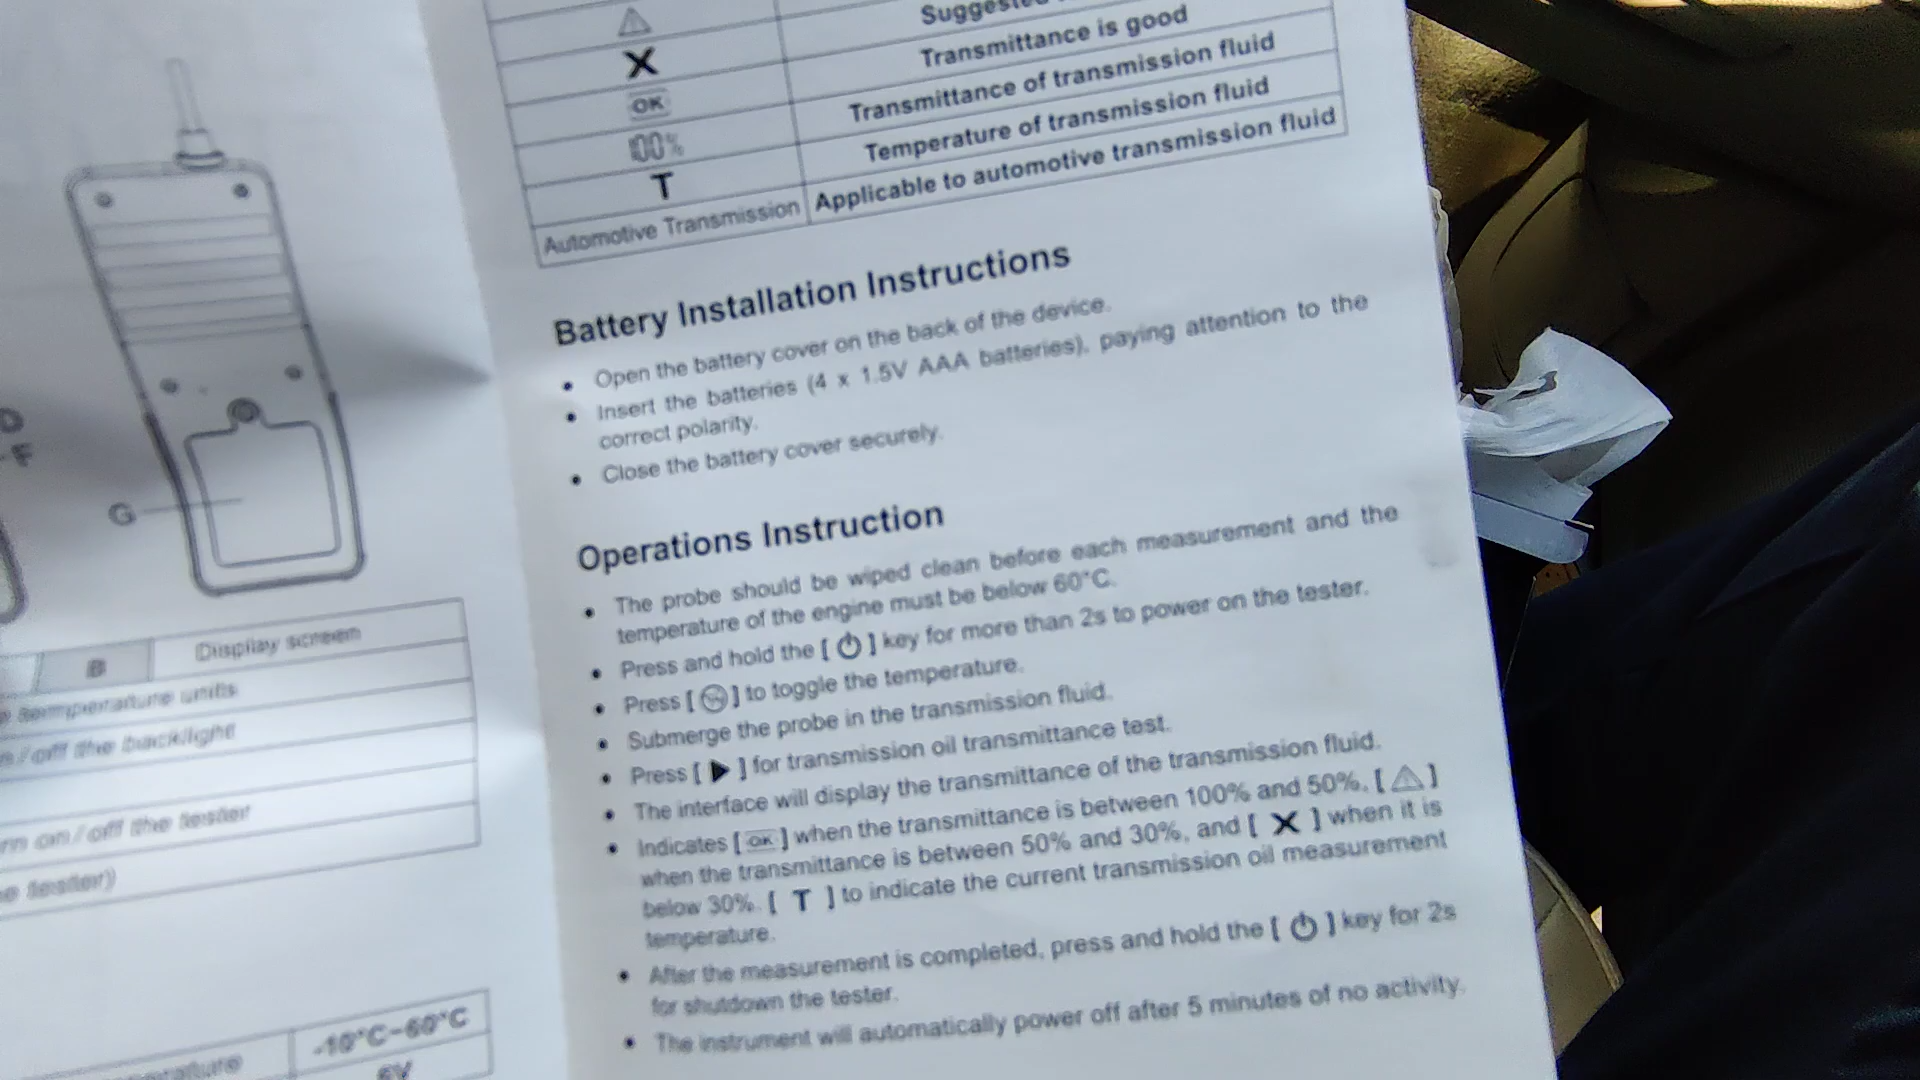 Suggested
Transmittance is good
OK
Transmittance of transmission fluid
100%
Temperature of transmission fluid
T
Automotive Transmission
Applicable to automotive transmission fluid
Battery Installation Instructions
• Open the battery cover on the back of the device.
• Insert the batteries (4 x 1.5V AAA batteries), paying attention to the
correct polarity.
• Close the battery cover securely.
Operations Instruction
• The probe should be wiped clean before each measurement and the
temperature of the engine must be below 60°C.
• Press and hold the [ ⏻ ] key for more than 2s to power on the tester.
• Press [ ] to toggle the temperature.
• Submerge the probe in the transmission fluid.
• Press [ ▶ ] for transmission oil transmittance test.
• The interface will display the transmittance of the transmission fluid.
• Indicates [ OK ] when the transmittance is between 100% and 50%, [ ⚠ ]
when the transmittance is between 50% and 30%, and [ X ] when it is
below 30%. [ T ] to indicate the current transmission oil measurement
temperature.
• After the measurement is completed, press and hold the [ ⏻ ] key for 2s
for shutdown the tester.
• The instrument will automatically power off after 5 minutes of no activity.
D
F
G
B Display screen
temperature units
/off the backlight
on/off the tester
tester)
-10°C~60°C
6V